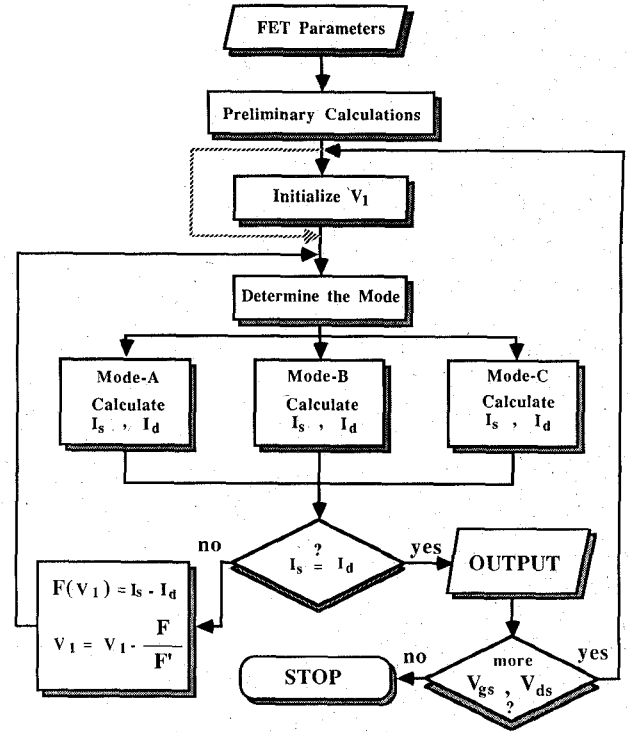 FET Parameters
Preliminary Calculations
Initialize V1
Determine the Mode
Mode-A
Calculate
Is , Id
Mode-B
Calculate
Is , Id
Mode-C
Calculate
Is , Id
?
Is = Id
no
yes
F(V1) = Is - Id
V1 = V1 - F
F'
OUTPUT
more
Vgs , Vds
?
no
yes
STOP